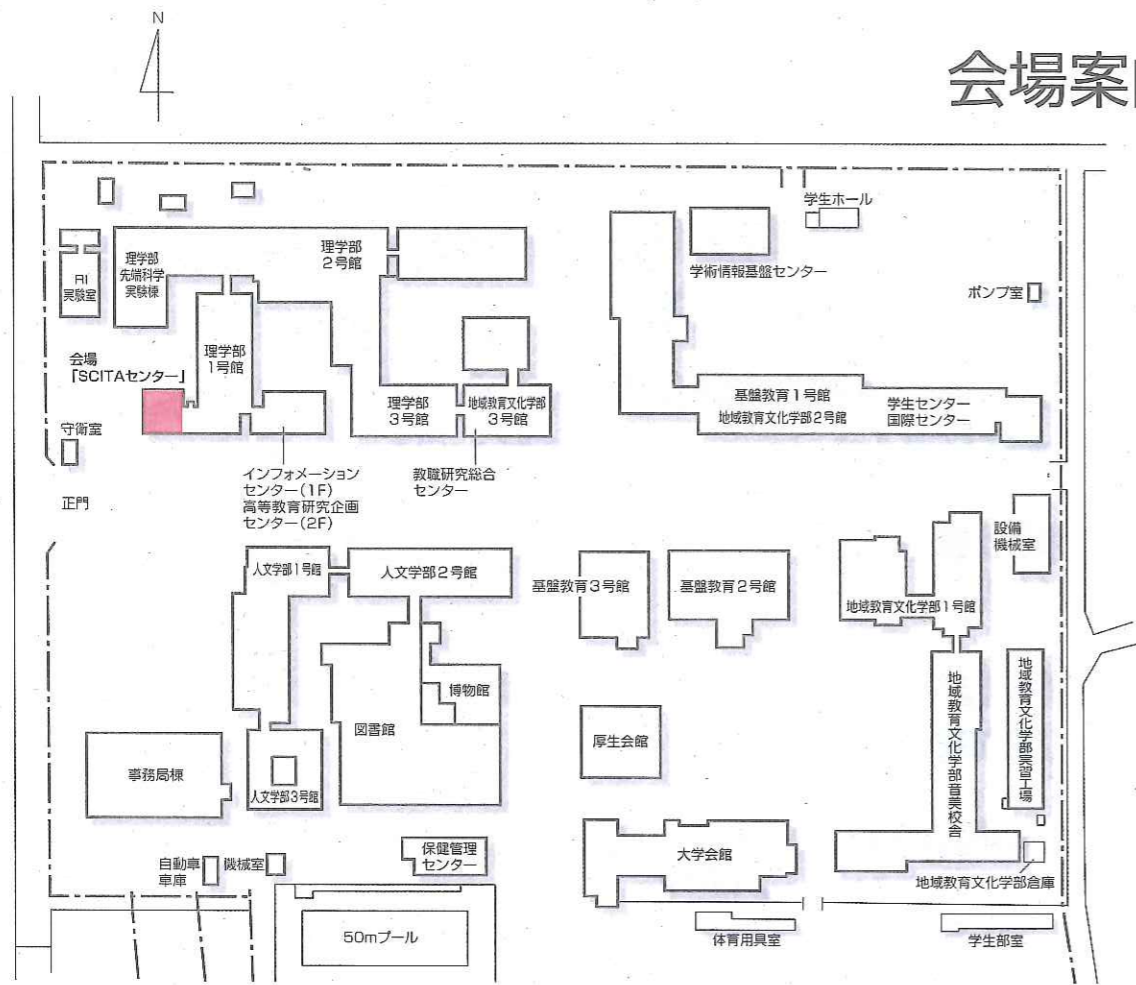 N
会場案
学生ホール
理学部
2号館
理学部
先端科学
実験棟
RI
実験室
学術情報基盤センター
ポンプ室
理学部
1号館
会場
「SCITAセンター」
守衛室
正門
理学部
3号館
地域教育文化学部
3号館
基盤教育1号館
地域教育文化学部2号館
学生センター
国際センター
インフォメーション
センター(1F)
高等教育研究企画
センター(2F)
教職研究総合
センター
設備
機械室
人文学部1号館
人文学部2号館
基盤教育3号館
基盤教育2号館
地域教育文化学部1号館
博物館
図書館
厚生会館
地域教育文化学部音美校舎
地域教育文化学部実習工場
事務局棟
人文学部3号館
保健管理
センター
大学会館
自動車
車庫
機械室
地域教育文化学部倉庫
50mプール
体育用具室
学生部室